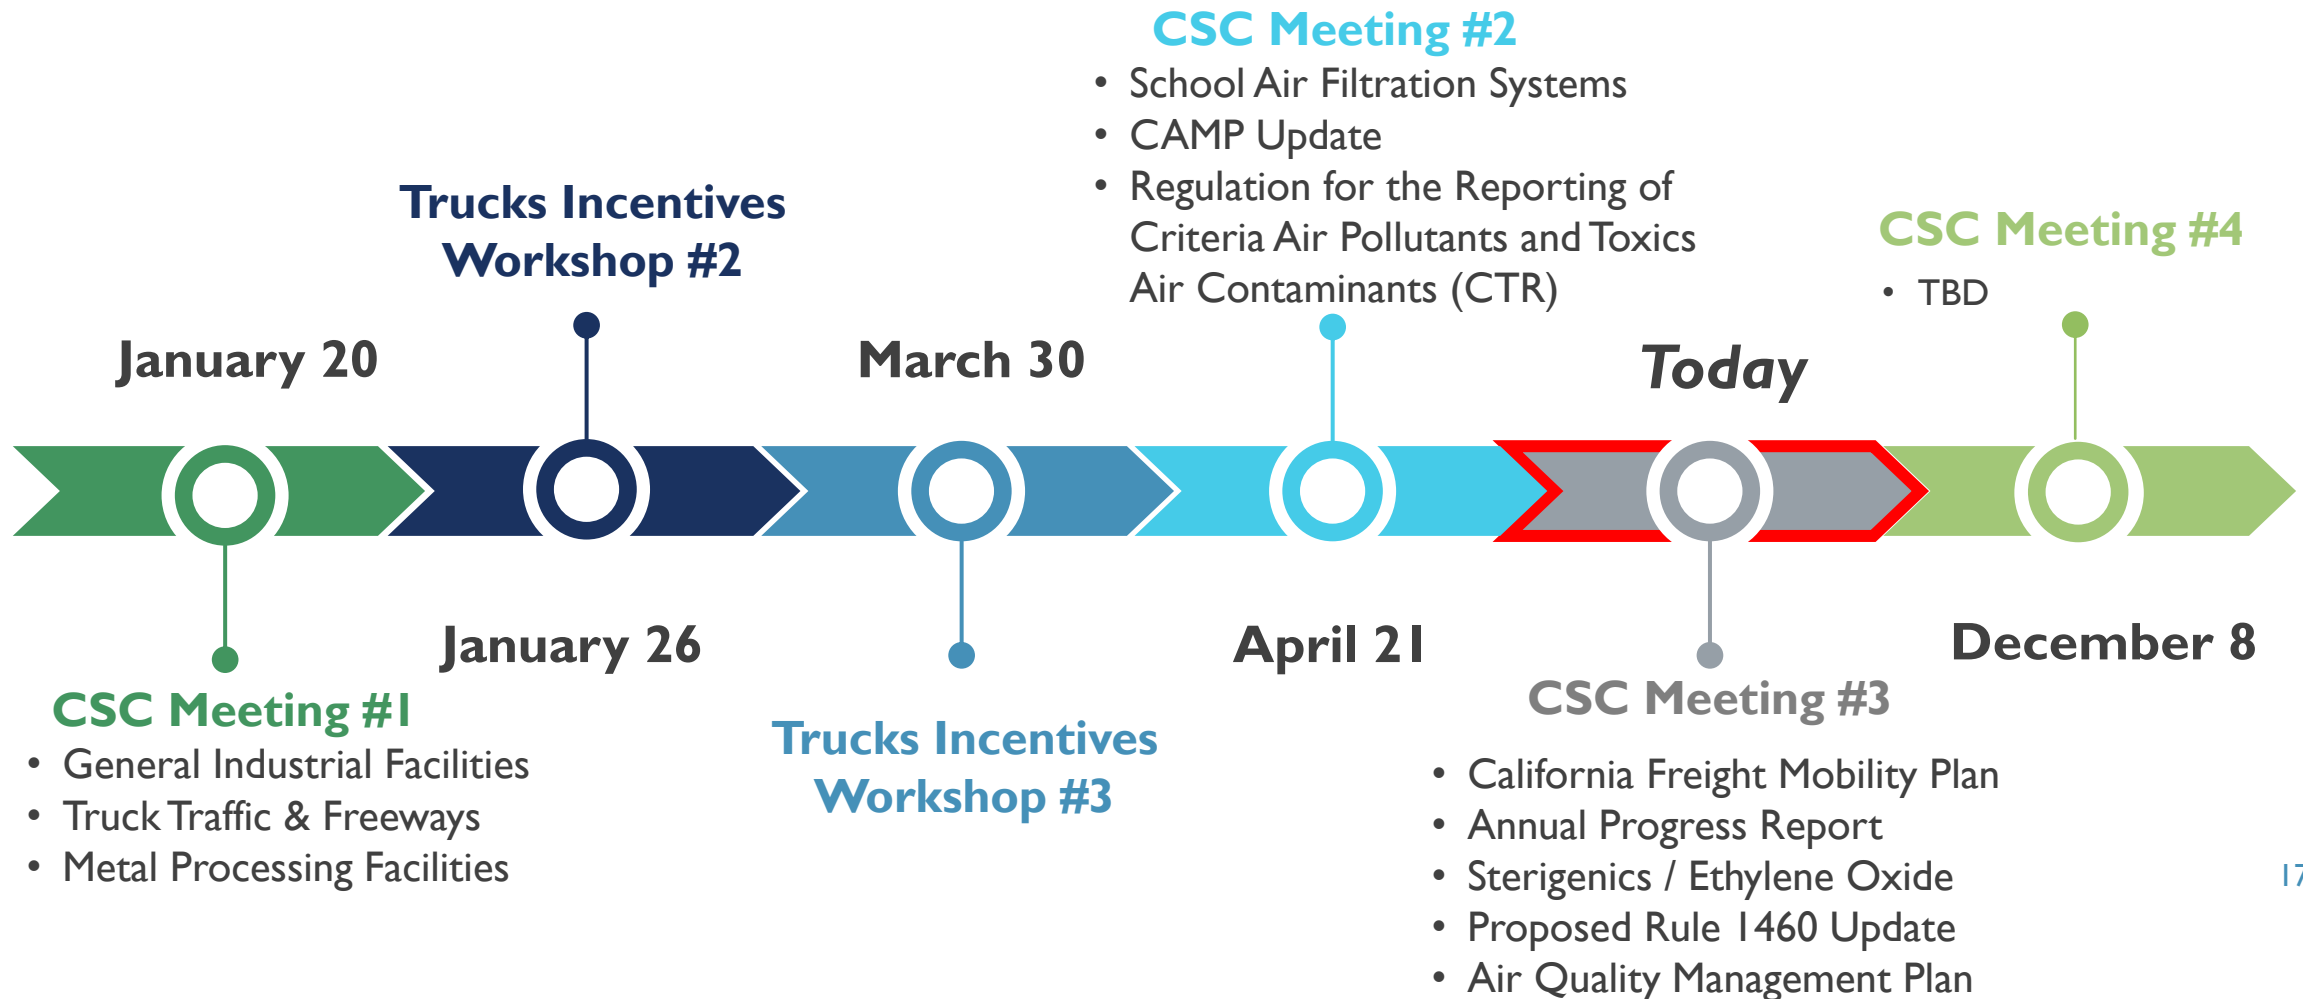 January 20
CSC Meeting #1
• General Industrial Facilities
• Truck Traffic & Freeways
• Metal Processing Facilities
Trucks Incentives
Workshop #2
January 26
March 30
Trucks Incentives
Workshop #3
CSC Meeting #2
• School Air Filtration Systems
• CAMP Update
• Regulation for the Reporting of
Criteria Air Pollutants and Toxics
Air Contaminants (CTR)
April 21
Today
CSC Meeting #3
• California Freight Mobility Plan
• Annual Progress Report
• Sterigenics / Ethylene Oxide
• Proposed Rule 1460 Update
• Air Quality Management Plan
CSC Meeting #4
• TBD
December 8
17